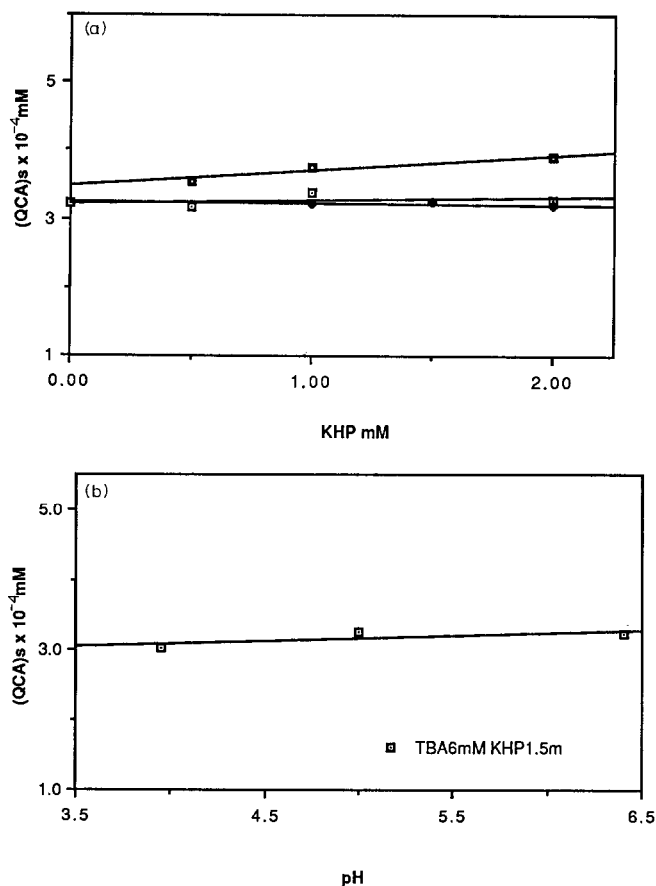 (a)
(QCA)s x 10⁻⁴mM
5
3
1
0.00 1.00 2.00
KHP mM
(b)
(QCA)s x 10⁻⁴mM
5.0
3.0
1.0
TBA6mM KHP1.5m
3.5 4.5 5.5 6.5
pH